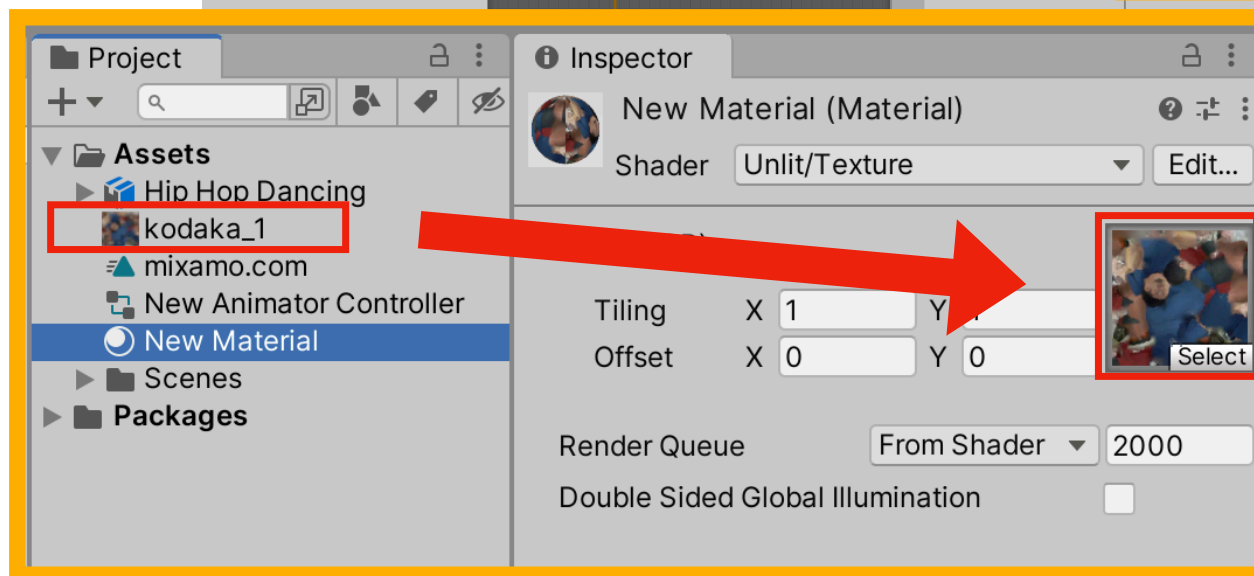 Project
Assets
Hip Hop Dancing
kodaka_1
mixamo.com
New Animator Controller
New Material
Scenes
Packages
Inspector
New Material (Material)
Shader Unlit/Texture Edit...
Tiling X 1 Y
Offset X 0 Y 0
Select
Render Queue From Shader 2000
Double Sided Global Illumination